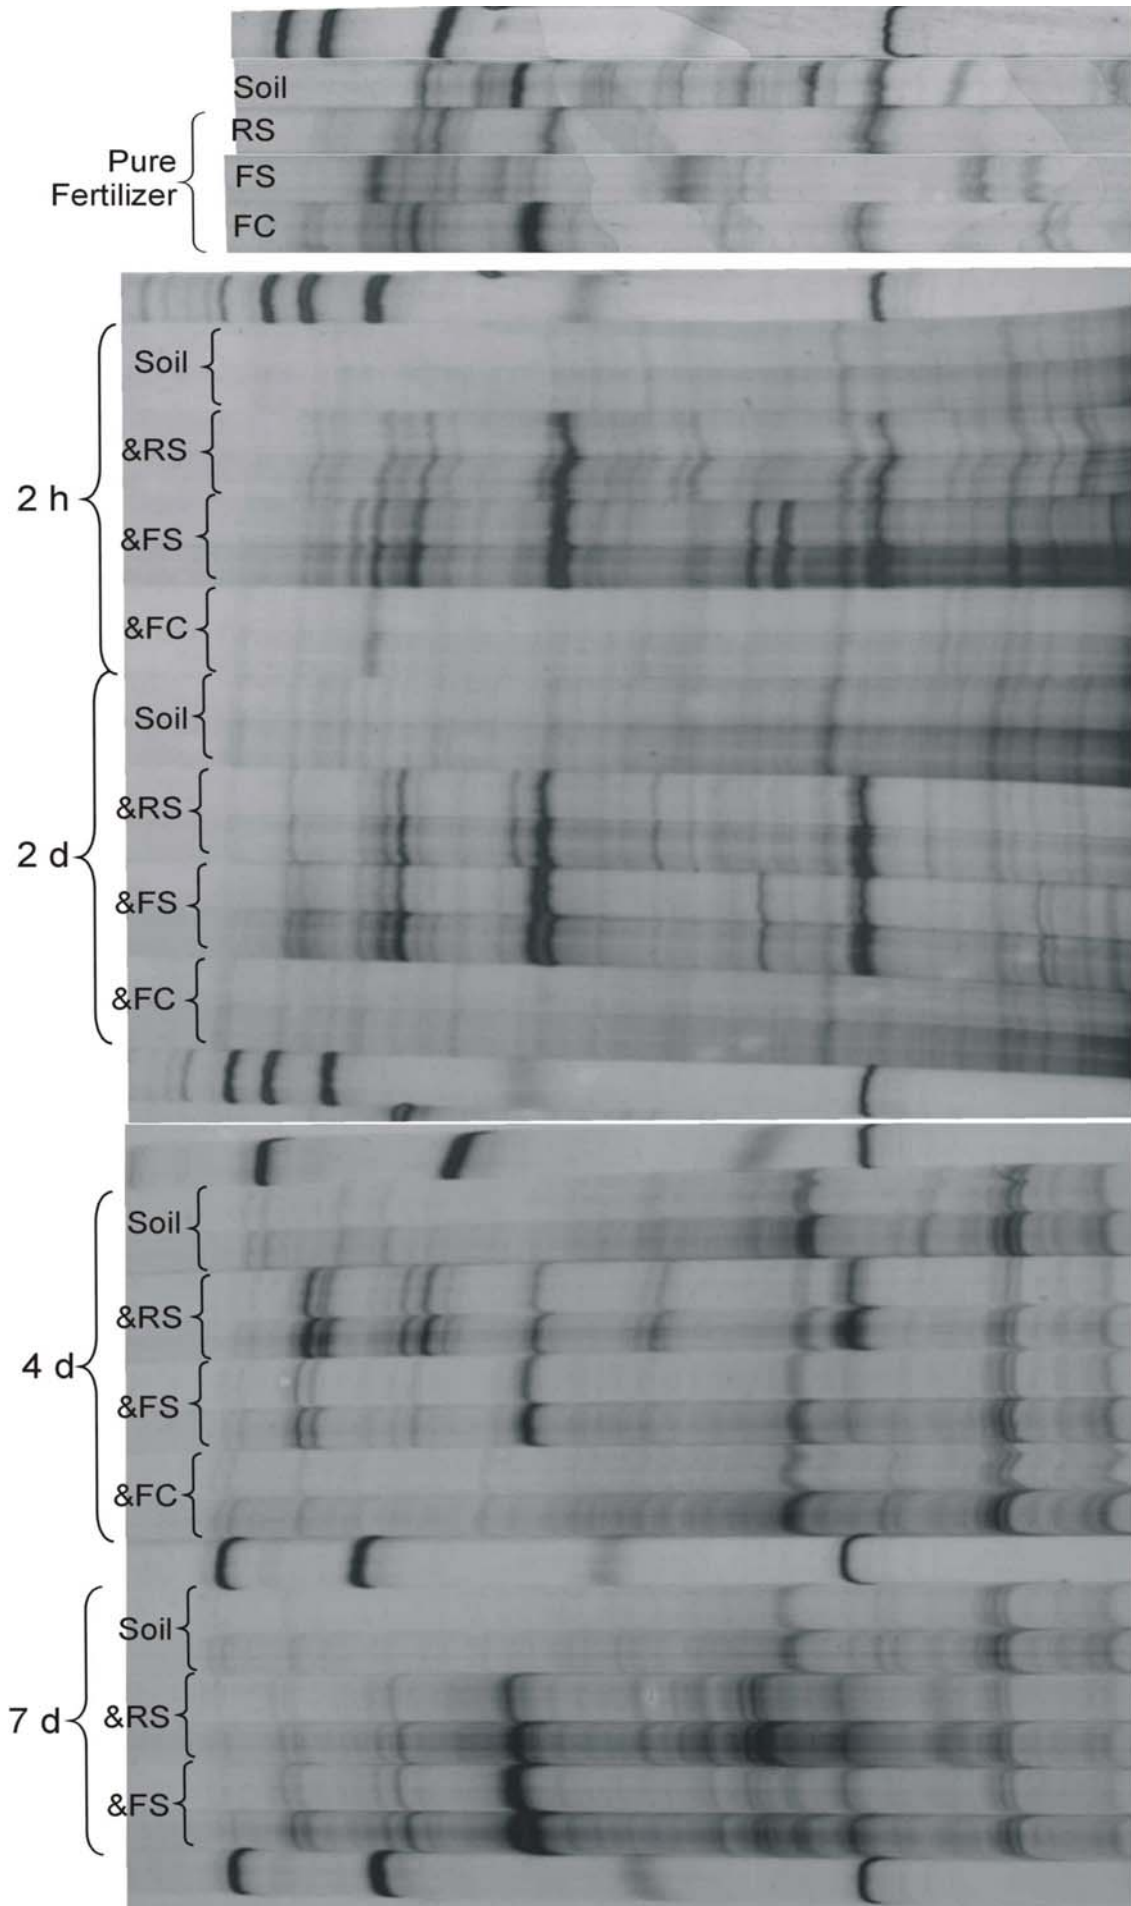 Soil
RS
Pure
Fertilizer
FS
FC
2 h
Soil
&RS
&FS
&FC
2 d
Soil
&RS
&FS
&FC
4 d
Soil
&RS
&FS
&FC
7 d
Soil
&RS
&FS